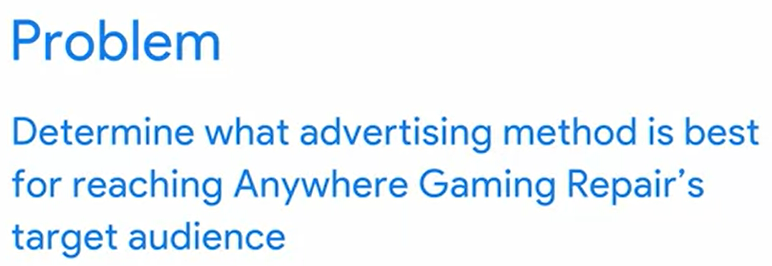 Problem
Determine what advertising method is best
for reaching Anywhere Gaming Repair’s
target audience